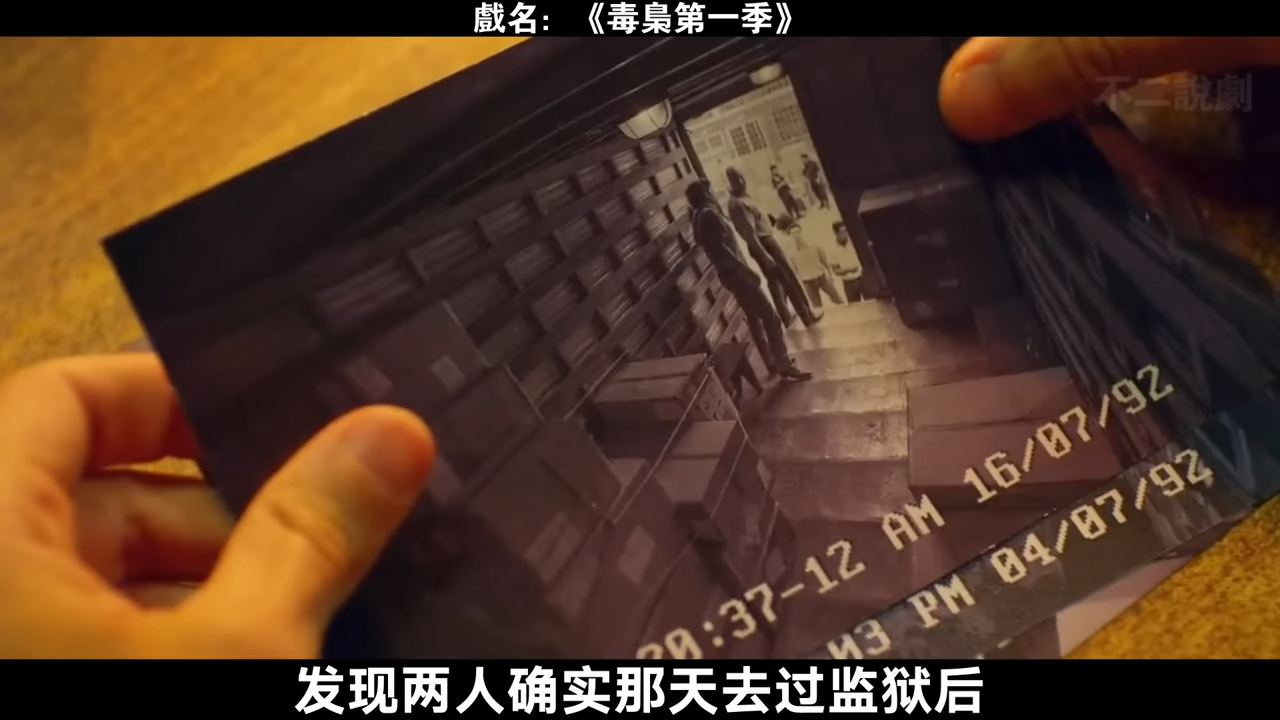 戲名：《毒梟第一季》
不二說劇
20:37-12 AM 16/07/92
03 PM 04/07/92
发现两人确实那天去过监狱后